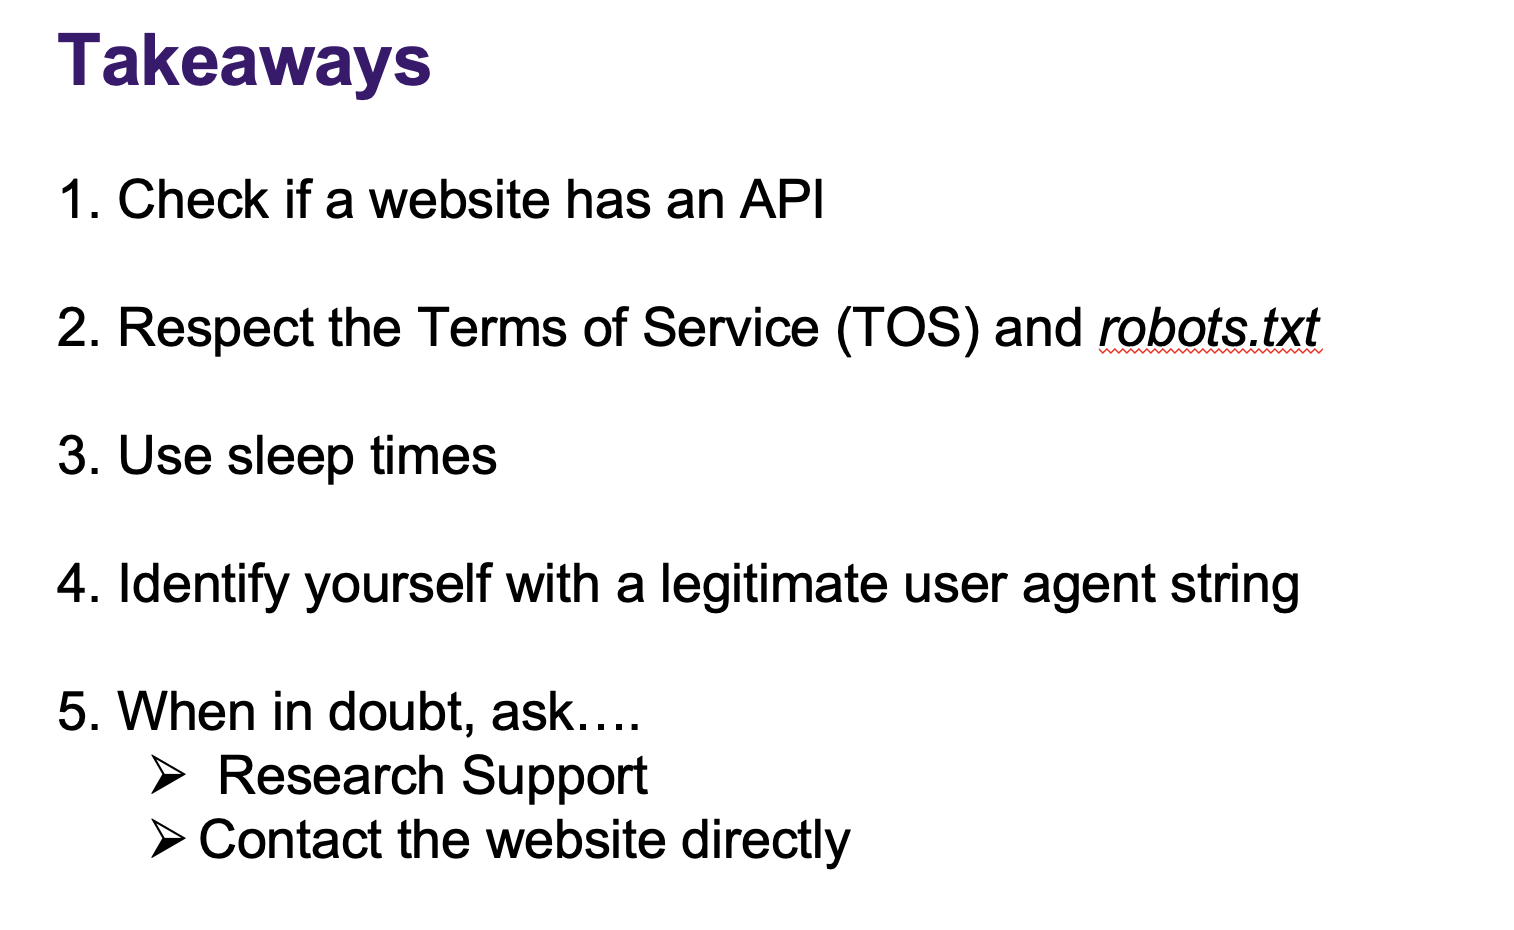 Takeaways
1. Check if a website has an API
2. Respect the Terms of Service (TOS) and robots.txt
3. Use sleep times
4. Identify yourself with a legitimate user agent string
5. When in doubt, ask….
➢ Research Support
➢ Contact the website directly